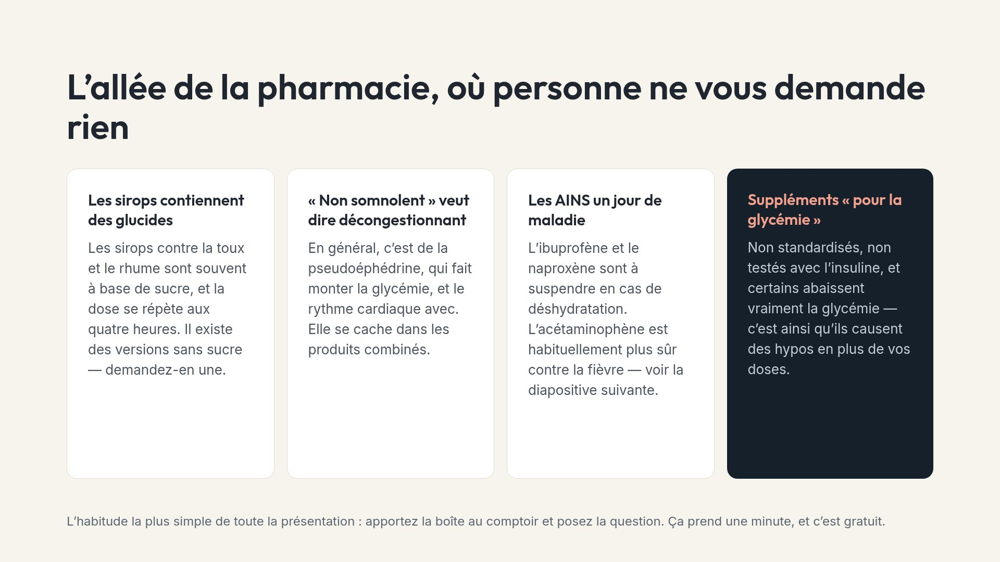 L’allée de la pharmacie, où personne ne vous demande
rien
Les sirops contiennent
des glucides
Les sirops contre la toux
et le rhume sont souvent
à base de sucre, et la
dose se répète aux
quatre heures. Il existe
des versions sans sucre
— demandez-en une.
« Non somnolent » veut
dire décongestionnant
En général, c’est de la
pseudoéphédrine, qui fait
monter la glycémie, et le
rythme cardiaque avec.
Elle se cache dans les
produits combinés.
Les AINS un jour de
maladie
L’ibuprofène et le
naproxène sont à
suspendre en cas de
déshydratation.
L’acétaminophène est
habituellement plus sûr
contre la fièvre — voir la
diapositive suivante.
Suppléments « pour la
glycémie »
Non standardisés, non
testés avec l’insuline, et
certains abaissent
vraiment la glycémie —
c’est ainsi qu’ils causent
des hypos en plus de vos
doses.
L’habitude la plus simple de toute la présentation : apportez la boîte au comptoir et posez la question. Ça prend une minute, et c’est gratuit.